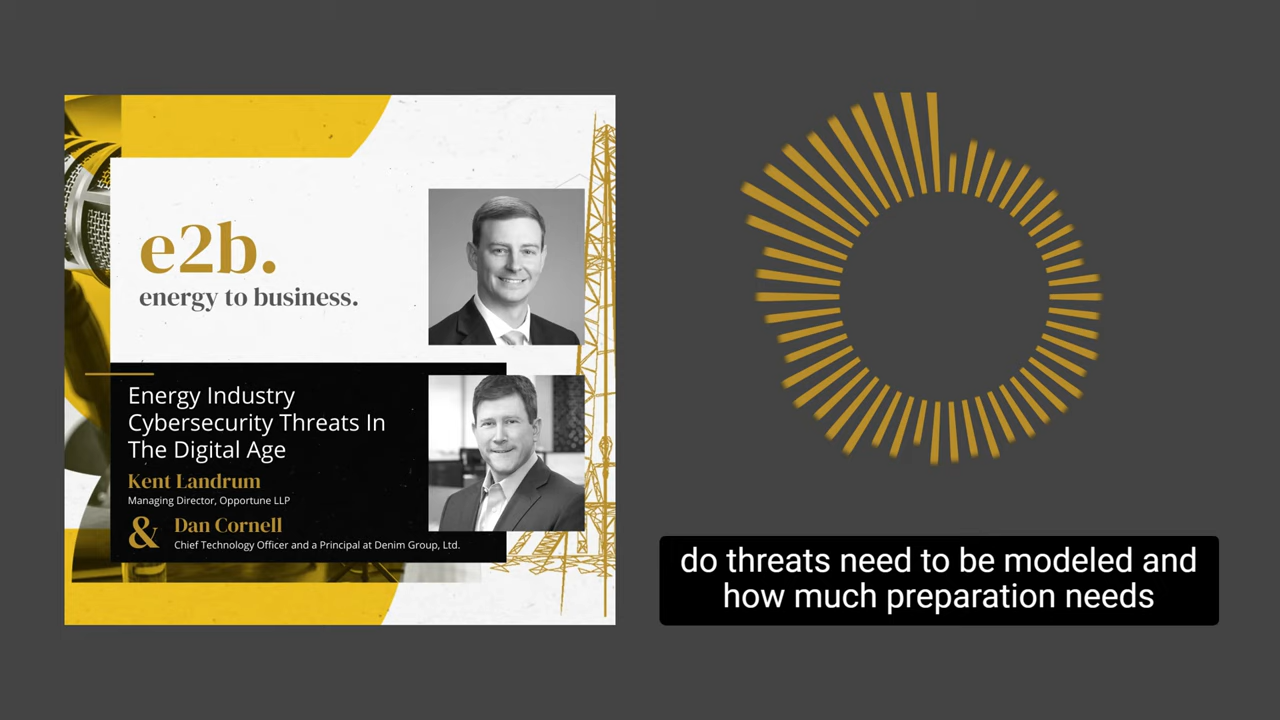 e2b.
energy to business.
Energy Industry
Cybersecurity Threats In
The Digital Age
Kent Landrum
Managing Director, Opportune LLP
& Dan Cornell
Chief Technology Officer and a Principal at Denim Group, Ltd.
do threats need to be modeled and
how much preparation needs